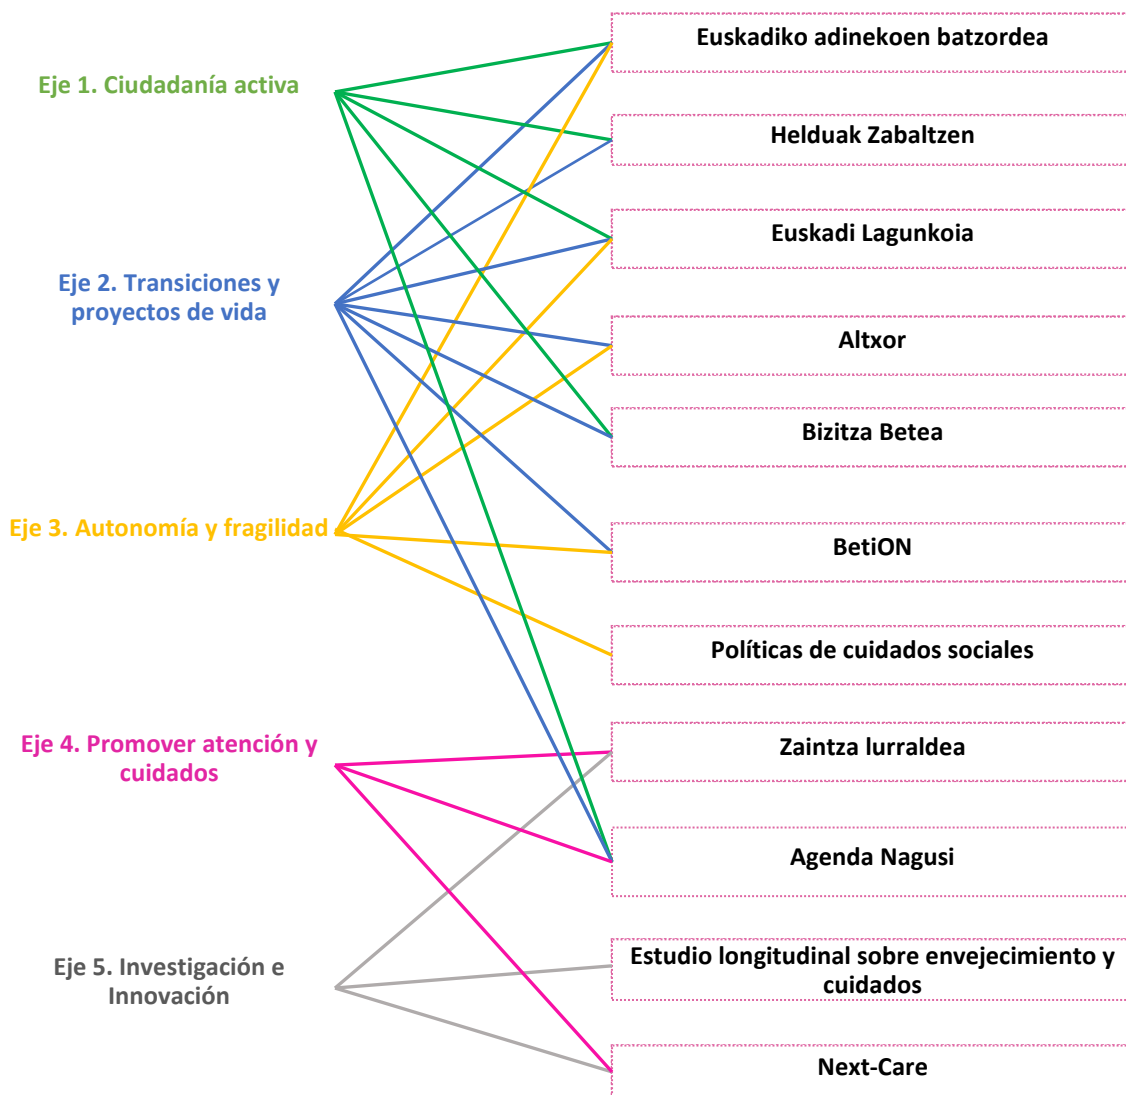 Eje 1. Ciudadanía activa
Eje 2. Transiciones y
proyectos de vida
Eje 3. Autonomía y fragilidad
Eje 4. Promover atención y
cuidados
Eje 5. Investigación e
Innovación
Euskadiko adinekoen batzordea
Helduak Zabaltzen
Euskadi Lagunkoia
Altxor
Bizitza Betea
BetiON
Políticas de cuidados sociales
Zaintza lurraldea
Agenda Nagusi
Estudio longitudinal sobre envejecimiento y
cuidados
Next-Care